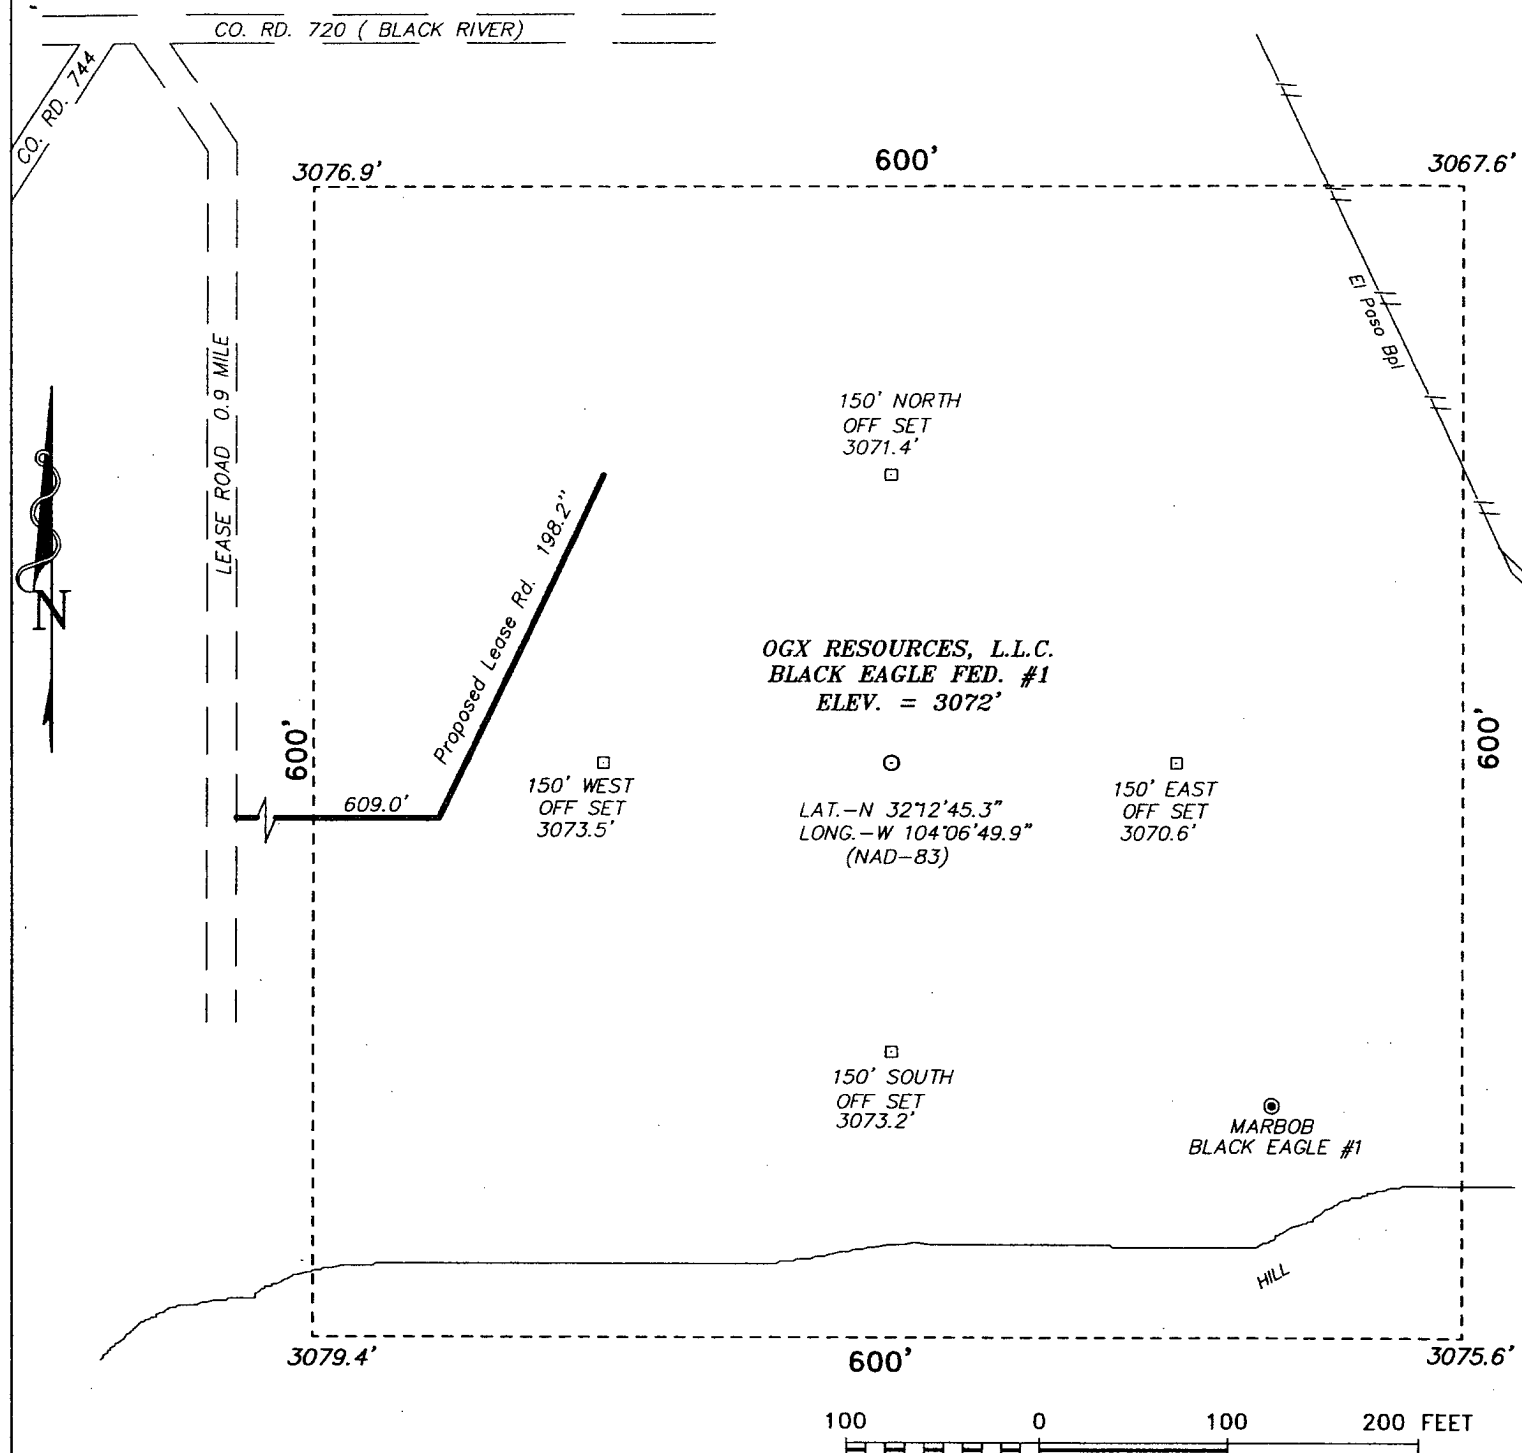 CO. RD. 720 ( BLACK RIVER)
CO. RD. 744
3076.9'
600'
3067.6'
LEASE ROAD 0.9 MILE
El Paso Bpl
150' NORTH
OFF SET
3071.4'
N
Proposed Lease Rd. 198.2"
OGX RESOURCES, L.L.C.
BLACK EAGLE FED. #1
ELEV. = 3072'
600'
600'
609.0'
150' WEST
OFF SET
3073.5'
LAT.-N 32°12'45.3"
LONG.-W 104°06'49.9"
(NAD-83)
150' EAST
OFF SET
3070.6'
150' SOUTH
OFF SET
3073.2'
MARBOB
BLACK EAGLE #1
HILL
3079.4'
600'
3075.6'
100 0 100 200 FEET